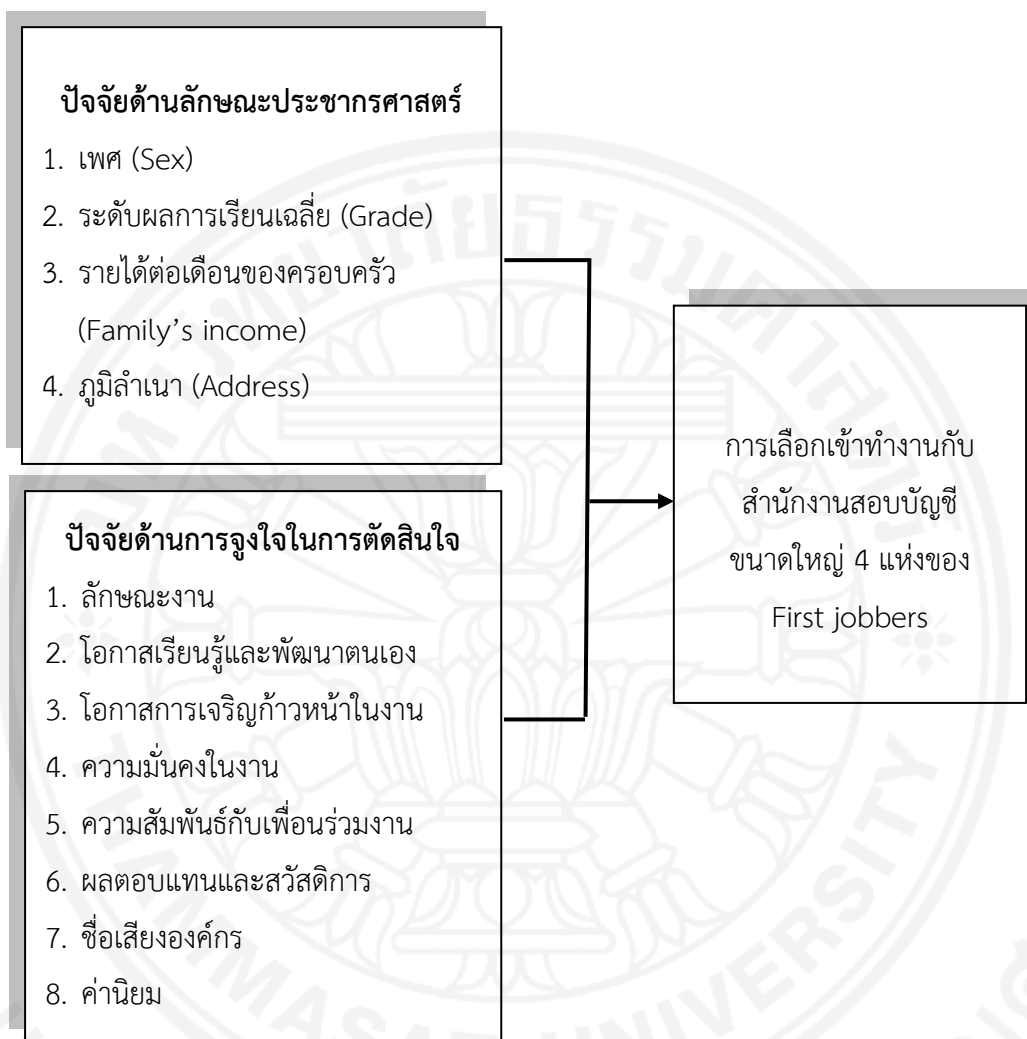 ปัจจัยด้านลักษณะประชากรศาสตร์
1. เพศ (Sex)
2. ระดับผลการเรียนเฉลี่ย (Grade)
3. รายได้ต่อเดือนของครอบครัว
(Family's income)
4. ภูมิลำเนา (Address)
ปัจจัยด้านการจูงใจในการตัดสินใจ
1. ลักษณะงาน
2. โอกาสเรียนรู้และพัฒนาตนเอง
3. โอกาสการเจริญก้าวหน้าในงาน
4. ความมั่นคงในงาน
5. ความสัมพันธ์กับเพื่อนร่วมงาน
6. ผลตอบแทนและสวัสดิการ
7. ชื่อเสียงองค์กร
8. ค่านิยม
การเลือกเข้าทำงานกับ
สำนักงานสอบบัญชี
ขนาดใหญ่ 4 แห่งของ
First jobbers